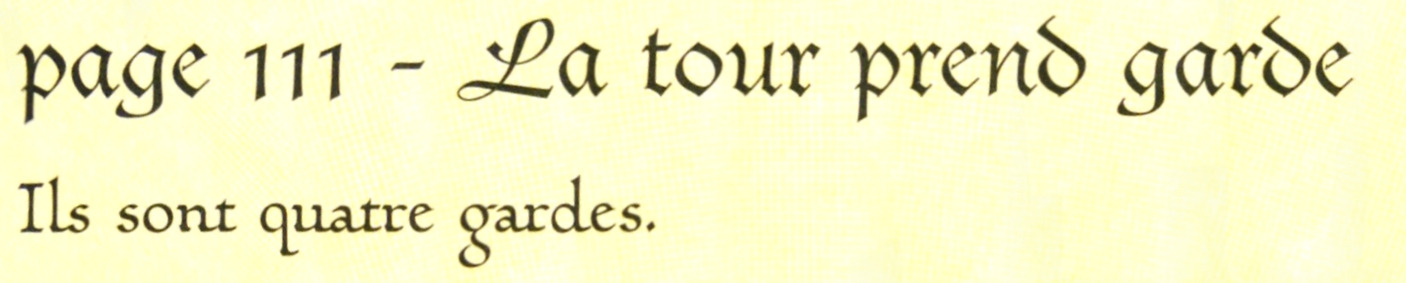 page 111 - La tour prend garde
Ils sont quatre gardes.